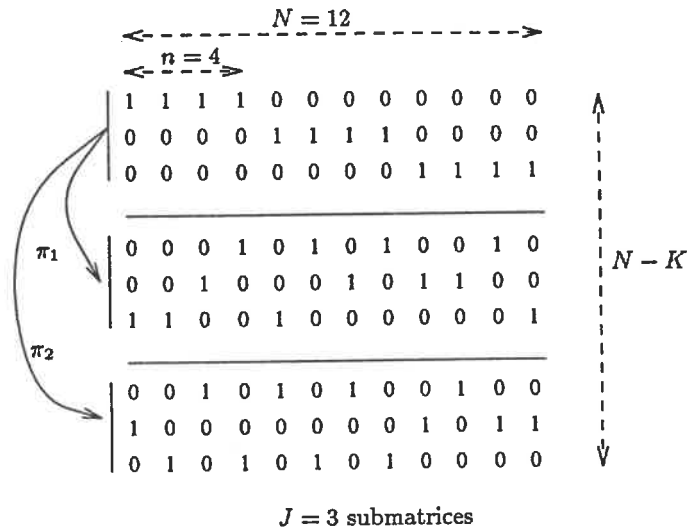 N = 12
n = 4
1 1 1 1 0 0 0 0 0 0 0 0
0 0 0 0 1 1 1 1 0 0 0 0
0 0 0 0 0 0 0 0 1 1 1 1
π₁
0 0 0 1 0 1 0 1 0 0 1 0
0 0 1 0 0 0 1 0 1 1 0 0
1 1 0 0 1 0 0 0 0 0 0 1
N − K
π₂
0 0 1 0 1 0 1 0 0 1 0 0
1 0 0 0 0 0 0 0 1 0 1 1
0 1 0 1 0 1 0 1 0 0 0 0
J = 3 submatrices